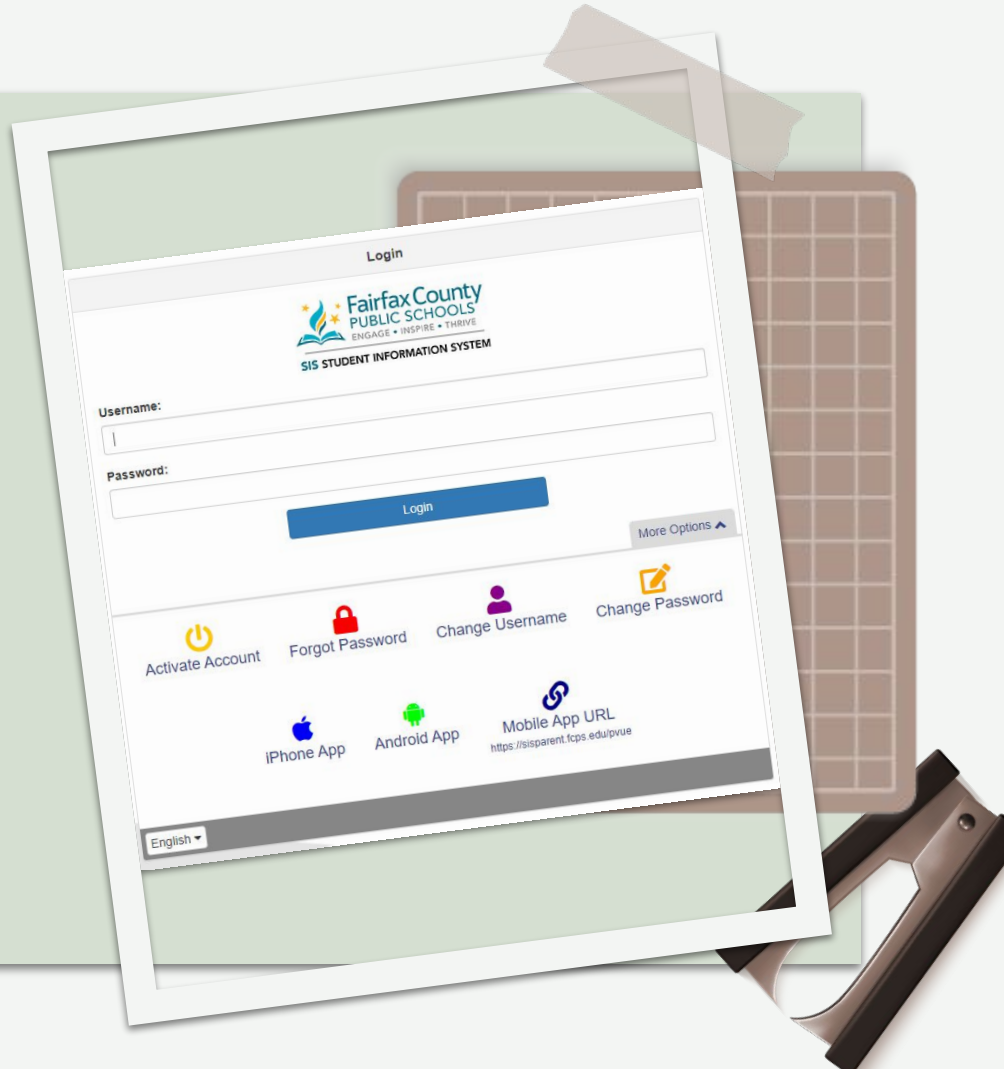 Login
Fairfax County
PUBLIC SCHOOLS
ENGAGE • INSPIRE • THRIVE
SIS STUDENT INFORMATION SYSTEM
Username:
Password:
Login
More Options
Activate Account
Forgot Password
Change Username
Change Password
iPhone App
Android App
Mobile App URL
https://sisparent.fcps.edu/pvue
English